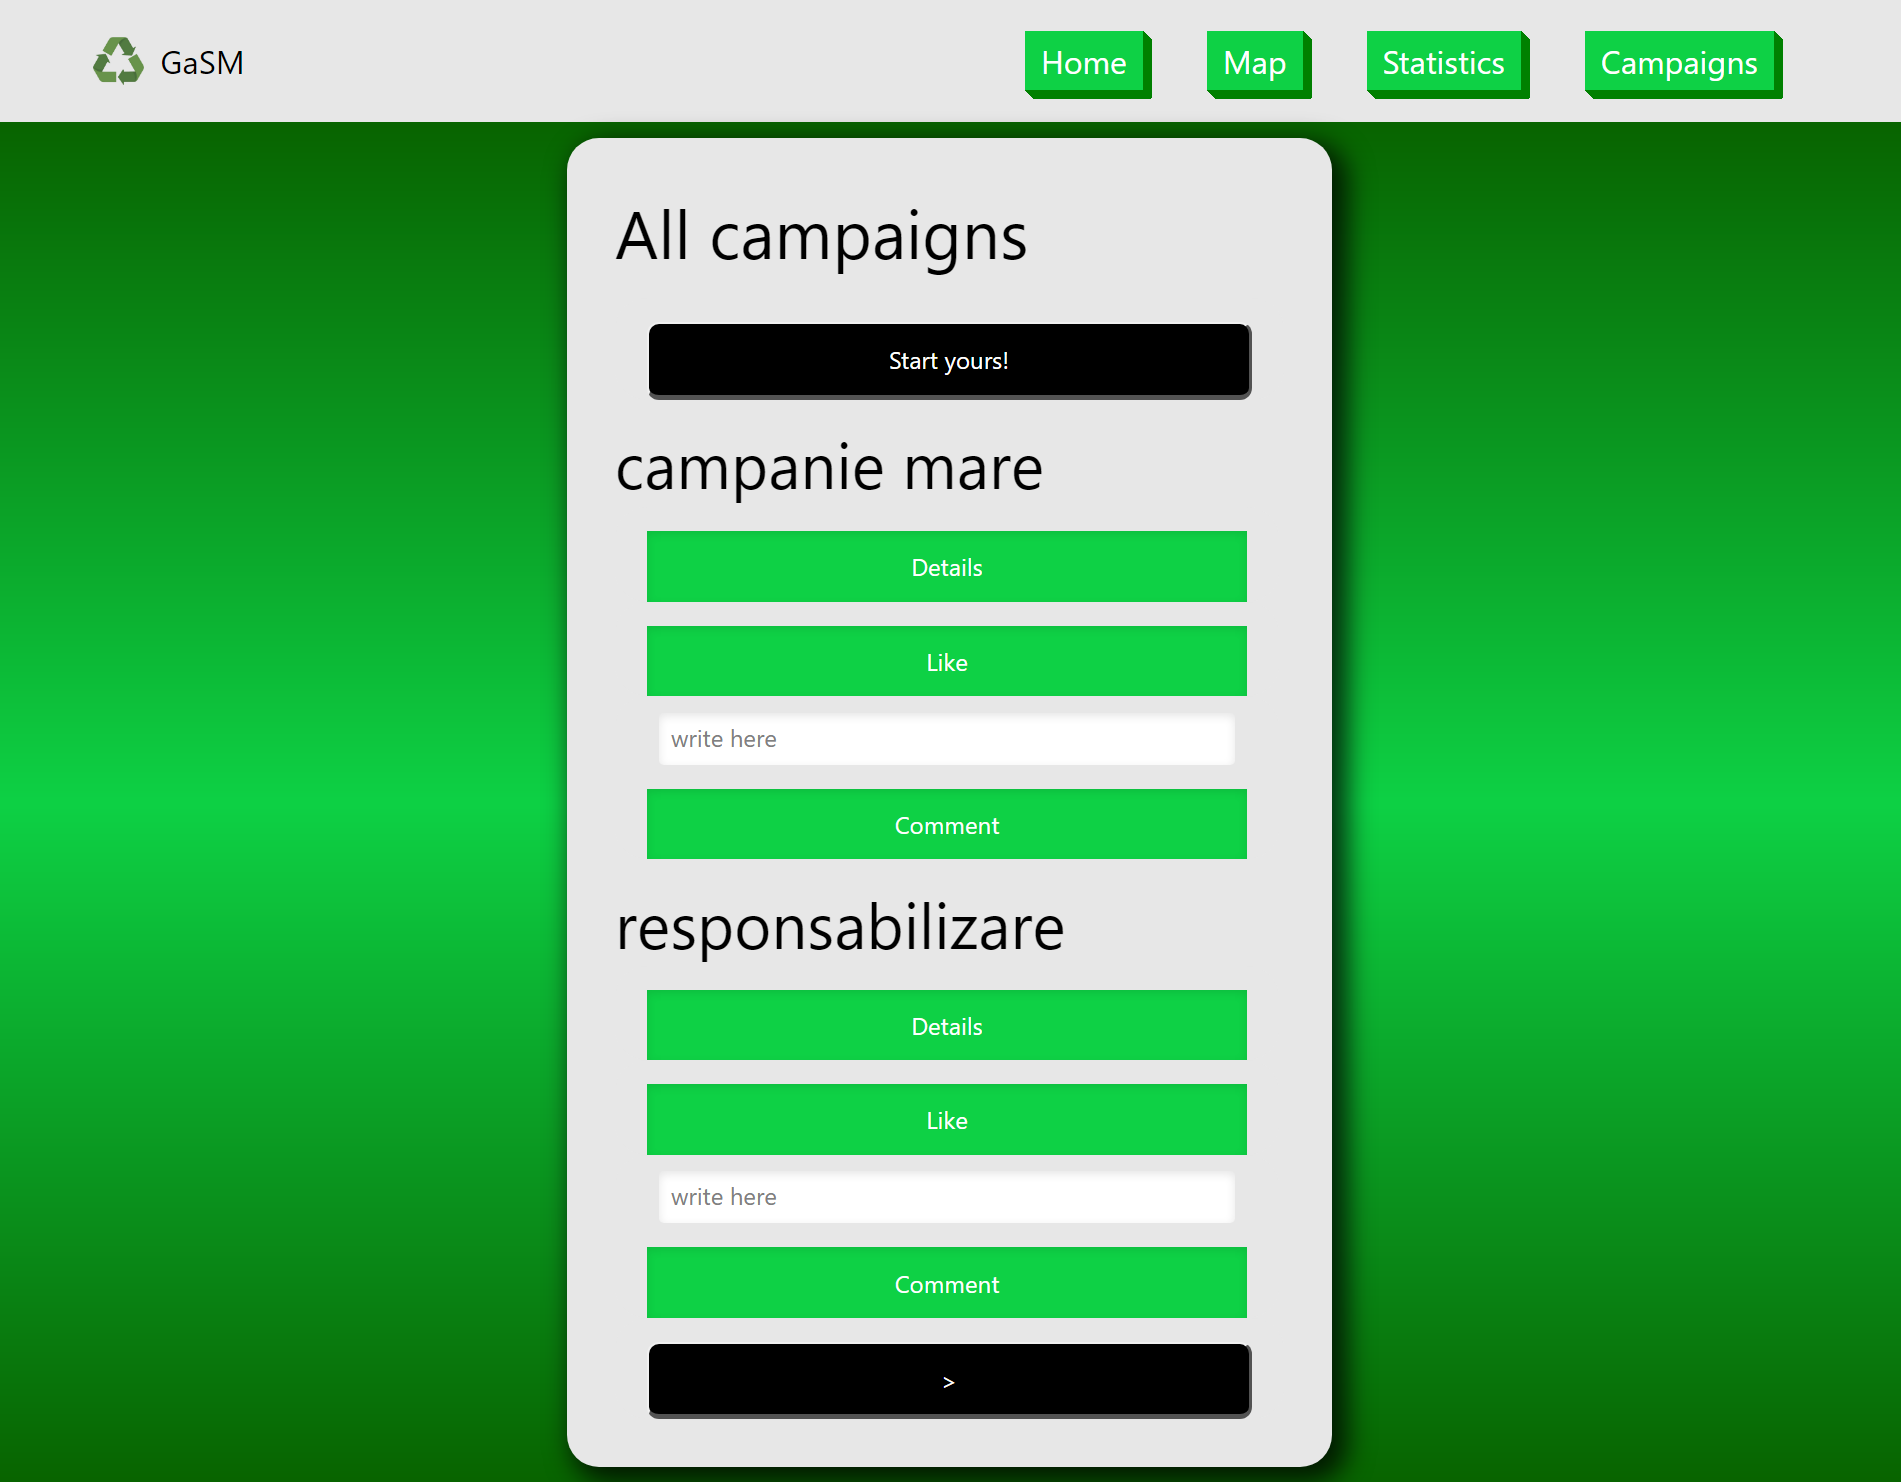 GaSM
Home
Map
Statistics
Campaigns
All campaigns
Start yours!
campanie mare
Details
Like
write here
Comment
responsabilizare
Details
Like
write here
Comment
>